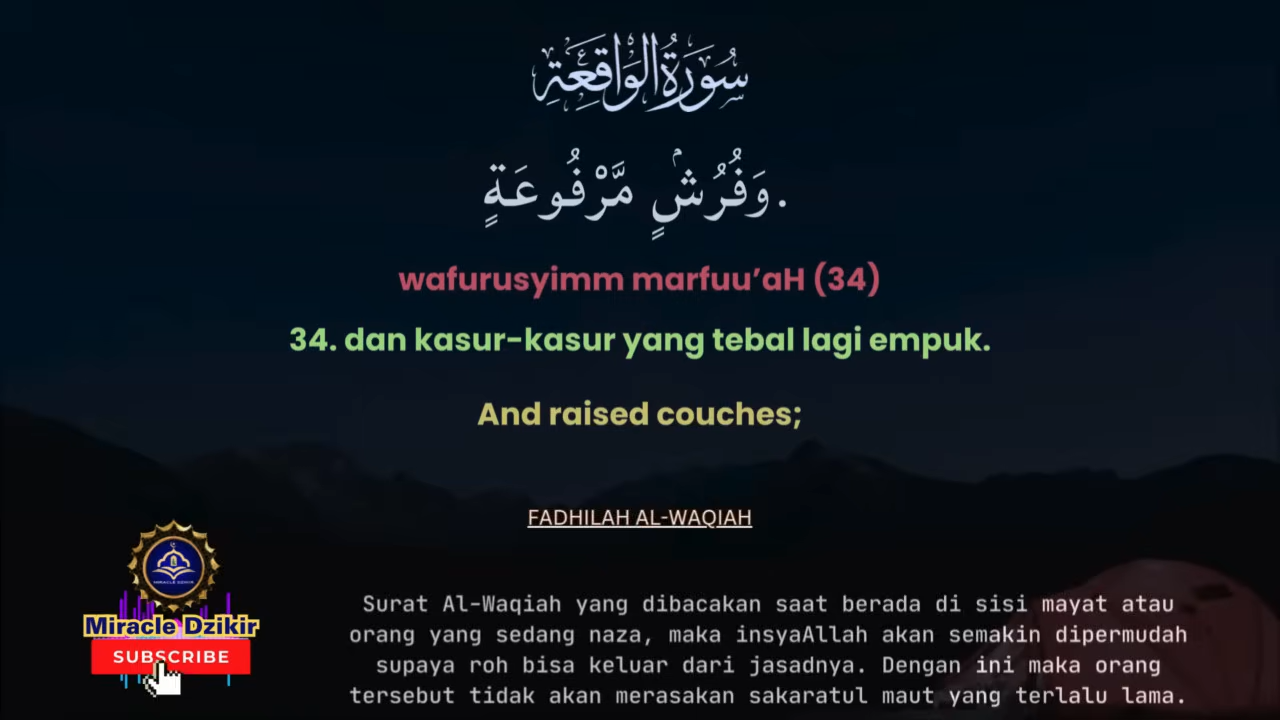 سُورَةُ الْوَاقِعَةِ
وَفُرُشٍۢ مَّرْفُوعَةٍ.
wafurusyimm marfuu’aH (34)
34. dan kasur-kasur yang tebal lagi empuk.
And raised couches;
FADHILAH AL-WAQIAH
Surat Al-Waqiah yang dibacakan saat berada di sisi mayat atau
orang yang sedang naza, maka insyaAllah akan semakin dipermudah
supaya roh bisa keluar dari jasadnya. Dengan ini maka orang
tersebut tidak akan merasakan sakaratul maut yang terlalu lama.
MIRACLE DZIKIR
Miracle Dzikir
SUBSCRIBE